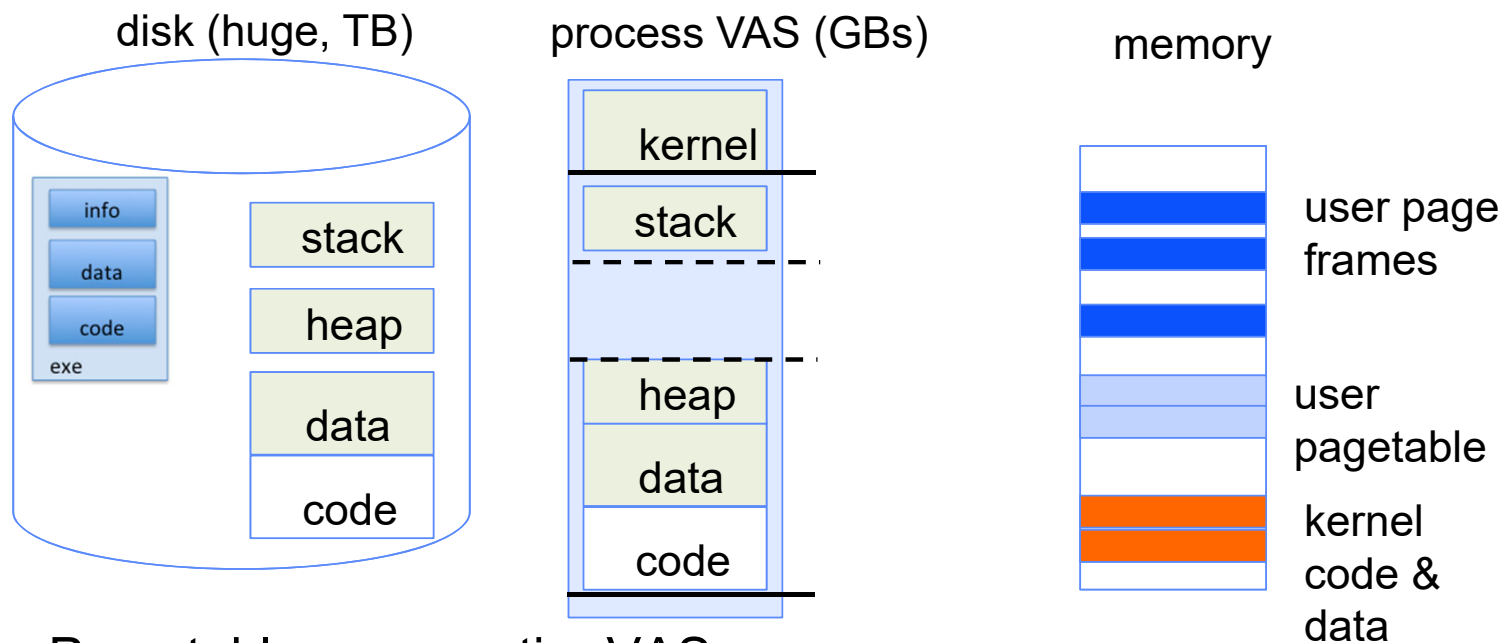 disk (huge, TB)
process VAS (GBs)
memory
info
data
code
exe
stack
heap
data
code
kernel
stack
heap
data
code
user page
frames
user
pagetable
kernel
code &
data